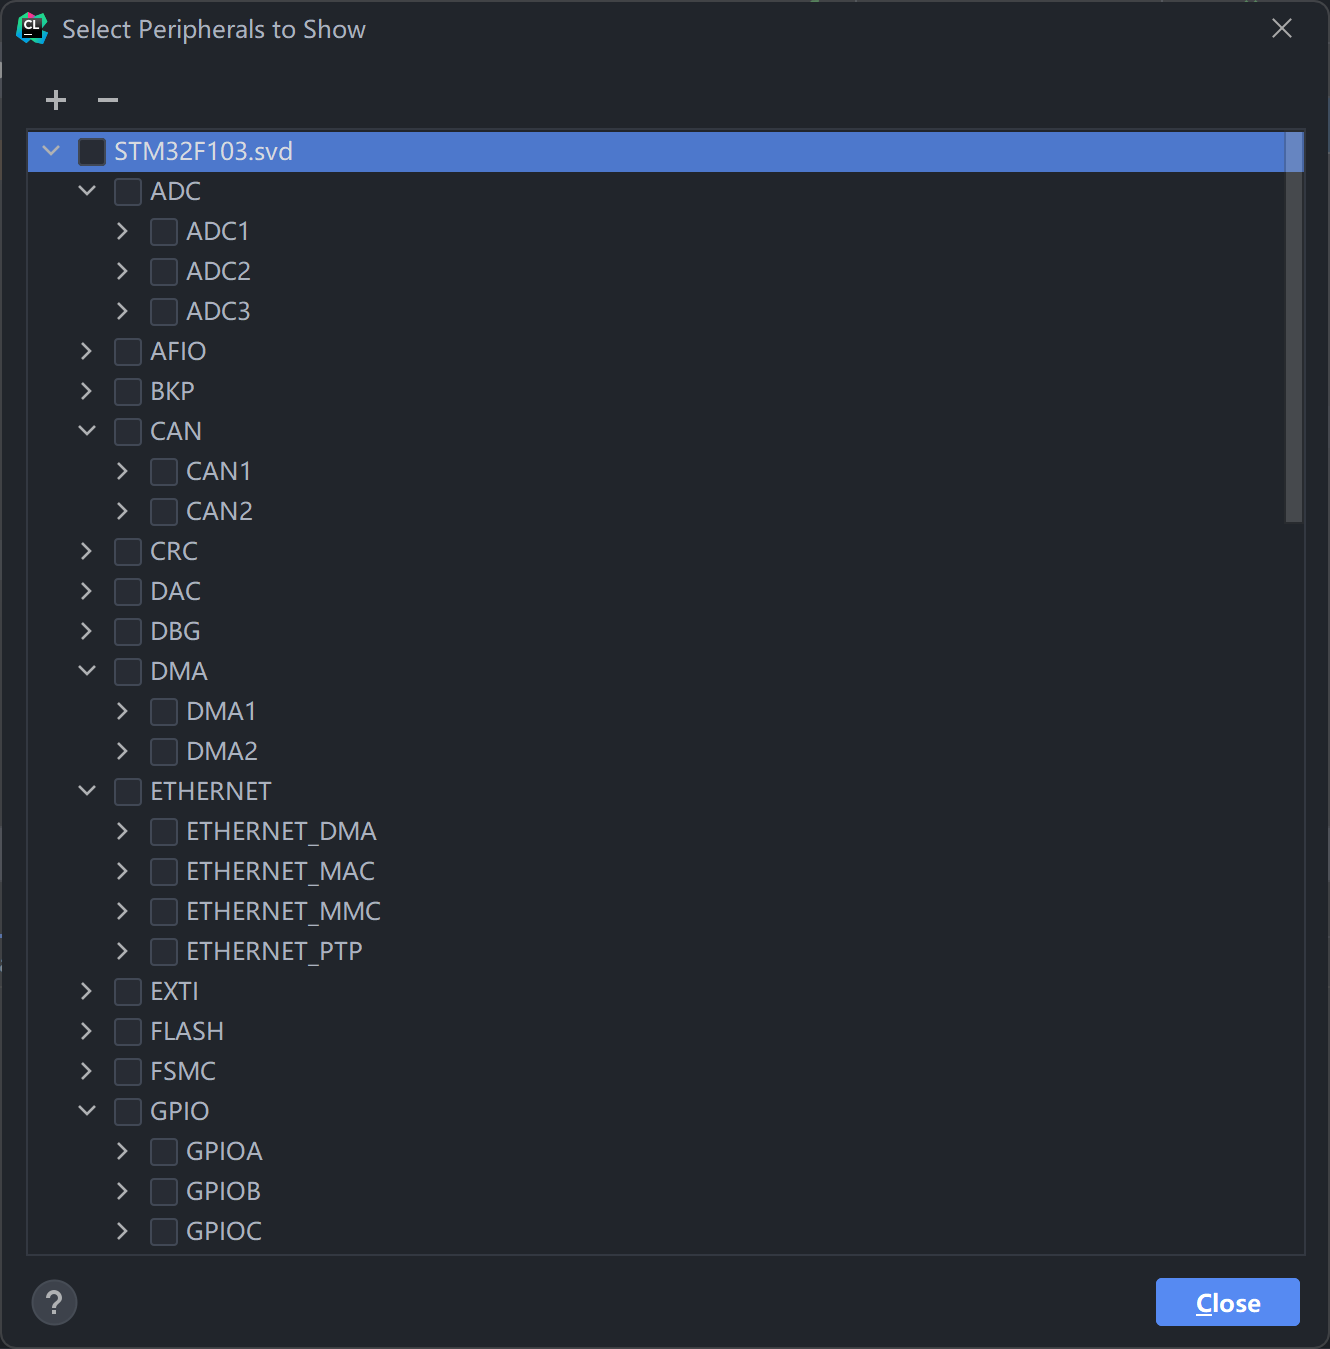 CL
Select Peripherals to Show
STM32F103.svd
ADC
ADC1
ADC2
ADC3
AFIO
BKP
CAN
CAN1
CAN2
CRC
DAC
DBG
DMA
DMA1
DMA2
ETHERNET
ETHERNET_DMA
ETHERNET_MAC
ETHERNET_MMC
ETHERNET_PTP
EXTI
FLASH
FSMC
GPIO
GPIOA
GPIOB
GPIOC
?
Close